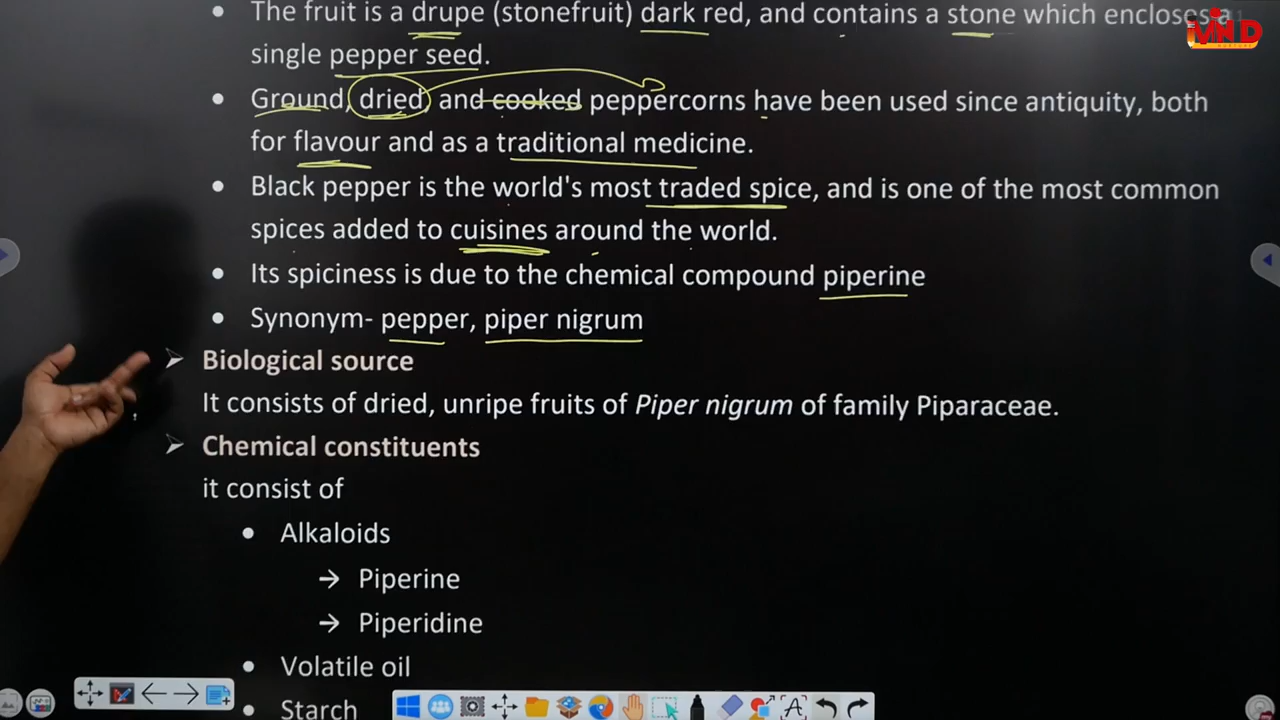 The fruit is a drupe (stonefruit) dark red, and contains a stone which encloses a
single pepper seed.
Ground, dried, and cooked peppercorns have been used since antiquity, both
for flavour and as a traditional medicine.
Black pepper is the world's most traded spice, and is one of the most common
spices added to cuisines around the world.
Its spiciness is due to the chemical compound piperine
Synonym- pepper, piper nigrum
Biological source
It consists of dried, unripe fruits of Piper nigrum of family Piparaceae.
Chemical constituents
it consist of
Alkaloids
→ Piperine
→ Piperidine
Volatile oil
Starch